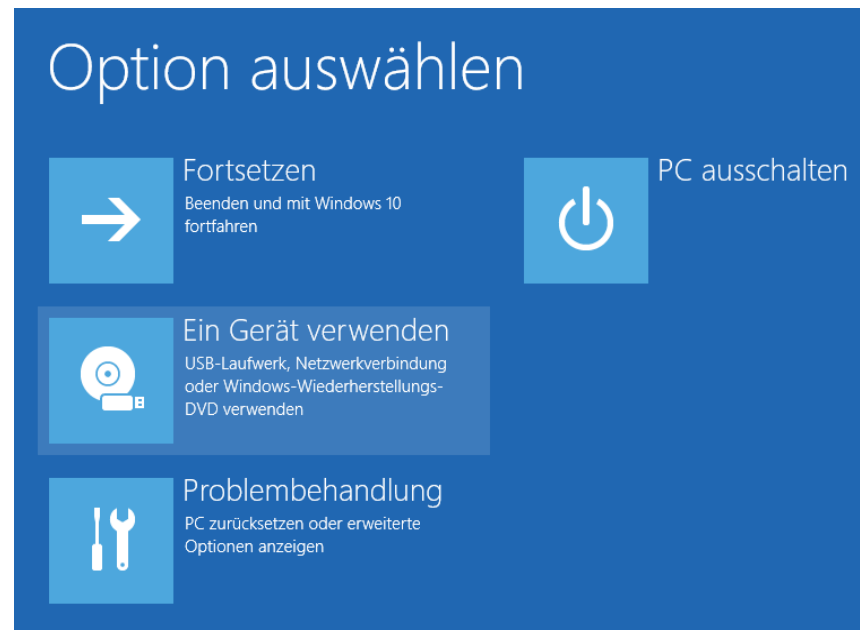 Option auswählen
Fortsetzen
Beenden und mit Windows 10
fortfahren
PC ausschalten
Ein Gerät verwenden
USB-Laufwerk, Netzwerkverbindung
oder Windows-Wiederherstellungs-
DVD verwenden
Problembehandlung
PC zurücksetzen oder erweiterte
Optionen anzeigen